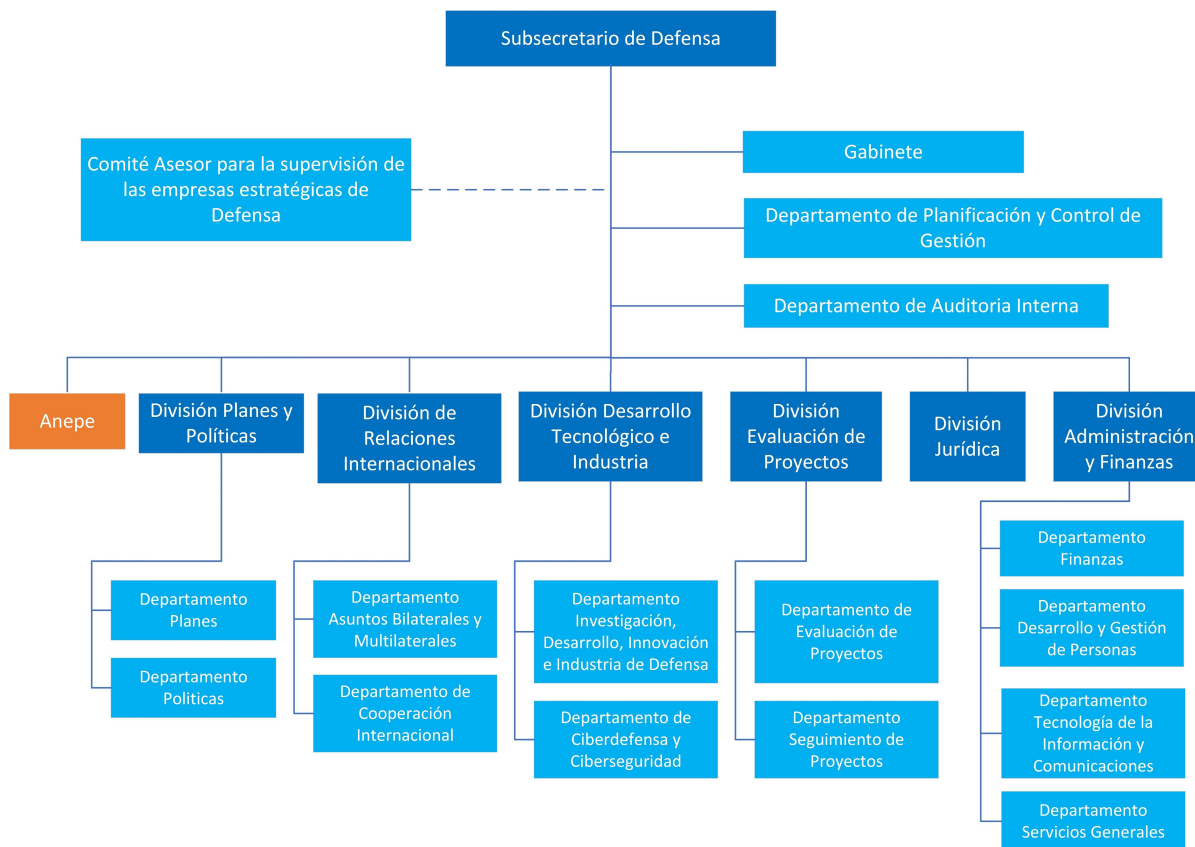 Subsecretario de Defensa
Comité Asesor para la supervisión de
las empresas estratégicas de
Defensa
Gabinete
Departamento de Planificación y Control de
Gestión
Departamento de Auditoria Interna
Anepe
División Planes y
Políticas
División de
Relaciones
Internacionales
División Desarrollo
Tecnológico e
Industria
División
Evaluación de
Proyectos
División
Jurídica
División
Administración
y Finanzas
Departamento
Planes
Departamento
Politicas
Departamento
Asuntos Bilaterales y
Multilaterales
Departamento de
Cooperación
Internacional
Departamento
Investigación,
Desarrollo, Innovación
e Industria de Defensa
Departamento de
Ciberdefensa y
Ciberseguridad
Departamento de
Evaluación de
Proyectos
Departamento
Seguimiento de
Proyectos
Departamento
Finanzas
Departamento
Desarrollo y Gestión
de Personas
Departamento
Tecnología de la
Información y
Comunicaciones
Departamento
Servicios Generales